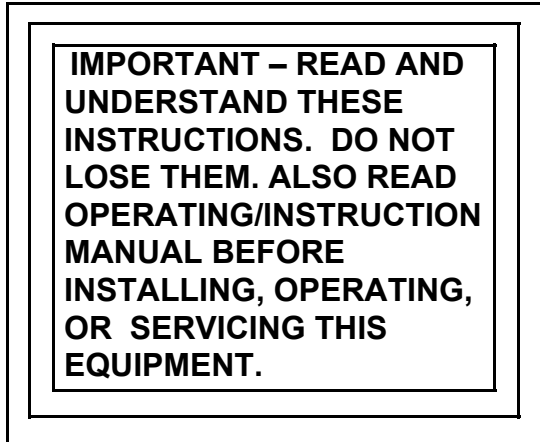 IMPORTANT – READ AND
UNDERSTAND THESE
INSTRUCTIONS.  DO NOT
LOSE THEM. ALSO READ
OPERATING/INSTRUCTION
MANUAL BEFORE
INSTALLING, OPERATING,
OR  SERVICING THIS
EQUIPMENT.